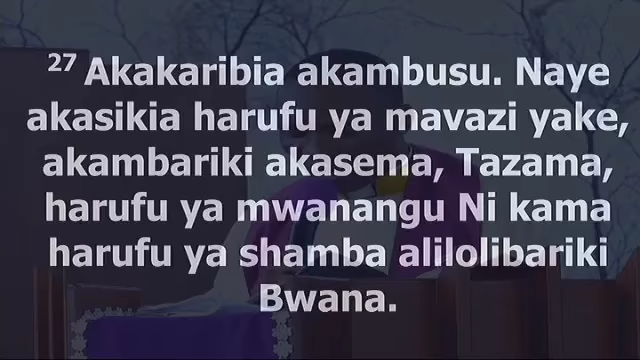 27 Akakaribia akambusu. Naye
akasikia harufu ya mavazi yake,
akambariki akasema, Tazama,
harufu ya mwanangu Ni kama
harufu ya shamba alilolibariki
Bwana.